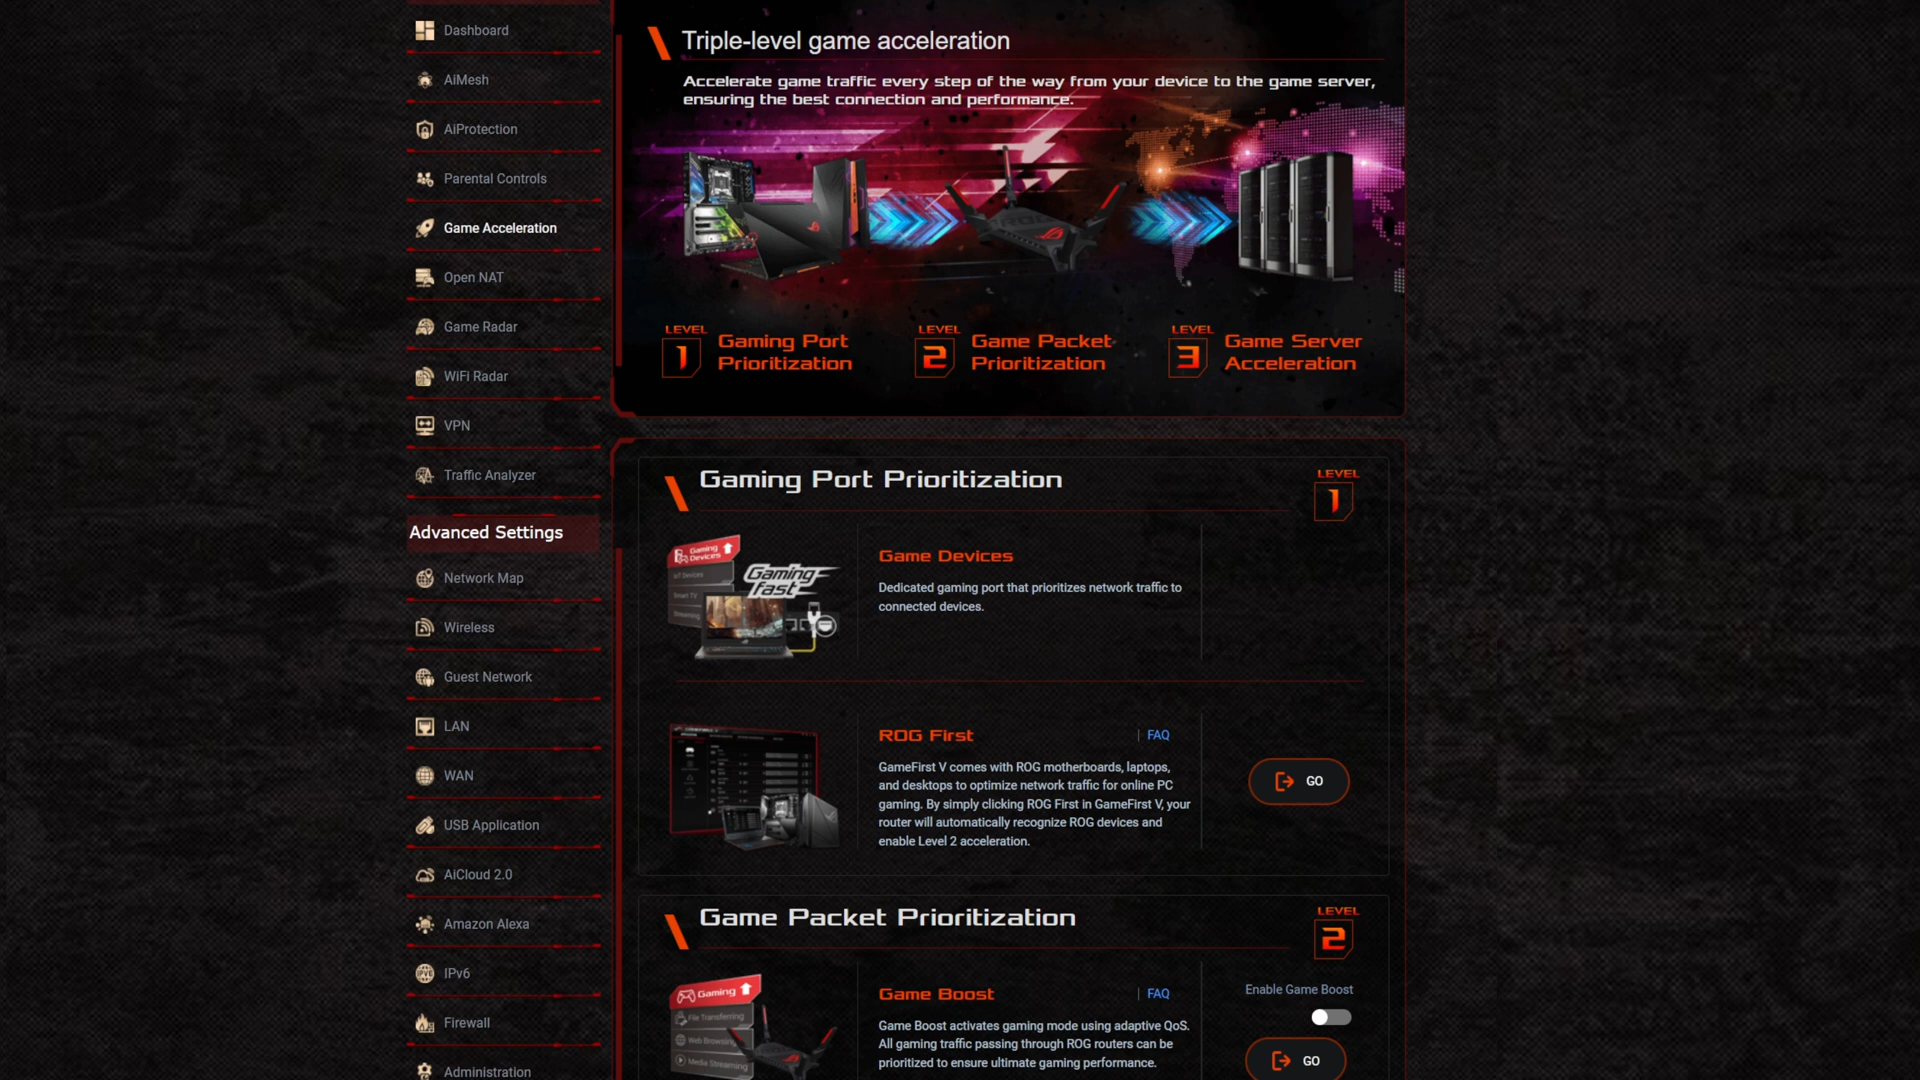 Dashboard
AiMesh
AiProtection
Parental Controls
Game Acceleration
Open NAT
Game Radar
WiFi Radar
VPN
Traffic Analyzer
Advanced Settings
Network Map
Wireless
Guest Network
LAN
WAN
USB Application
AiCloud 2.0
Amazon Alexa
IPv6
Firewall
Administration
Triple-level game acceleration
Accelerate game traffic every step of the way from your device to the game server,
ensuring the best connection and performance.
LEVEL
1
Gaming Port
Prioritization
LEVEL
2
Game Packet
Prioritization
LEVEL
3
Game Server
Acceleration
Gaming Port Prioritization
LEVEL
1
Gaming
Devices
IoT Devices
Smart TV
Streaming
Gaming
fast
Game Devices
Dedicated gaming port that prioritizes network traffic to
connected devices.
ROG First
| FAQ
GameFirst V comes with ROG motherboards, laptops,
and desktops to optimize network traffic for online PC
gaming. By simply clicking ROG First in GameFirst V, your
router will automatically recognize ROG devices and
enable Level 2 acceleration.
GO
Game Packet Prioritization
LEVEL
2
Gaming
File Transferring
Web Browsing
Media Streaming
Game Boost
| FAQ
Game Boost activates gaming mode using adaptive QoS.
All gaming traffic passing through ROG routers can be
prioritized to ensure ultimate gaming performance.
Enable Game Boost
GO